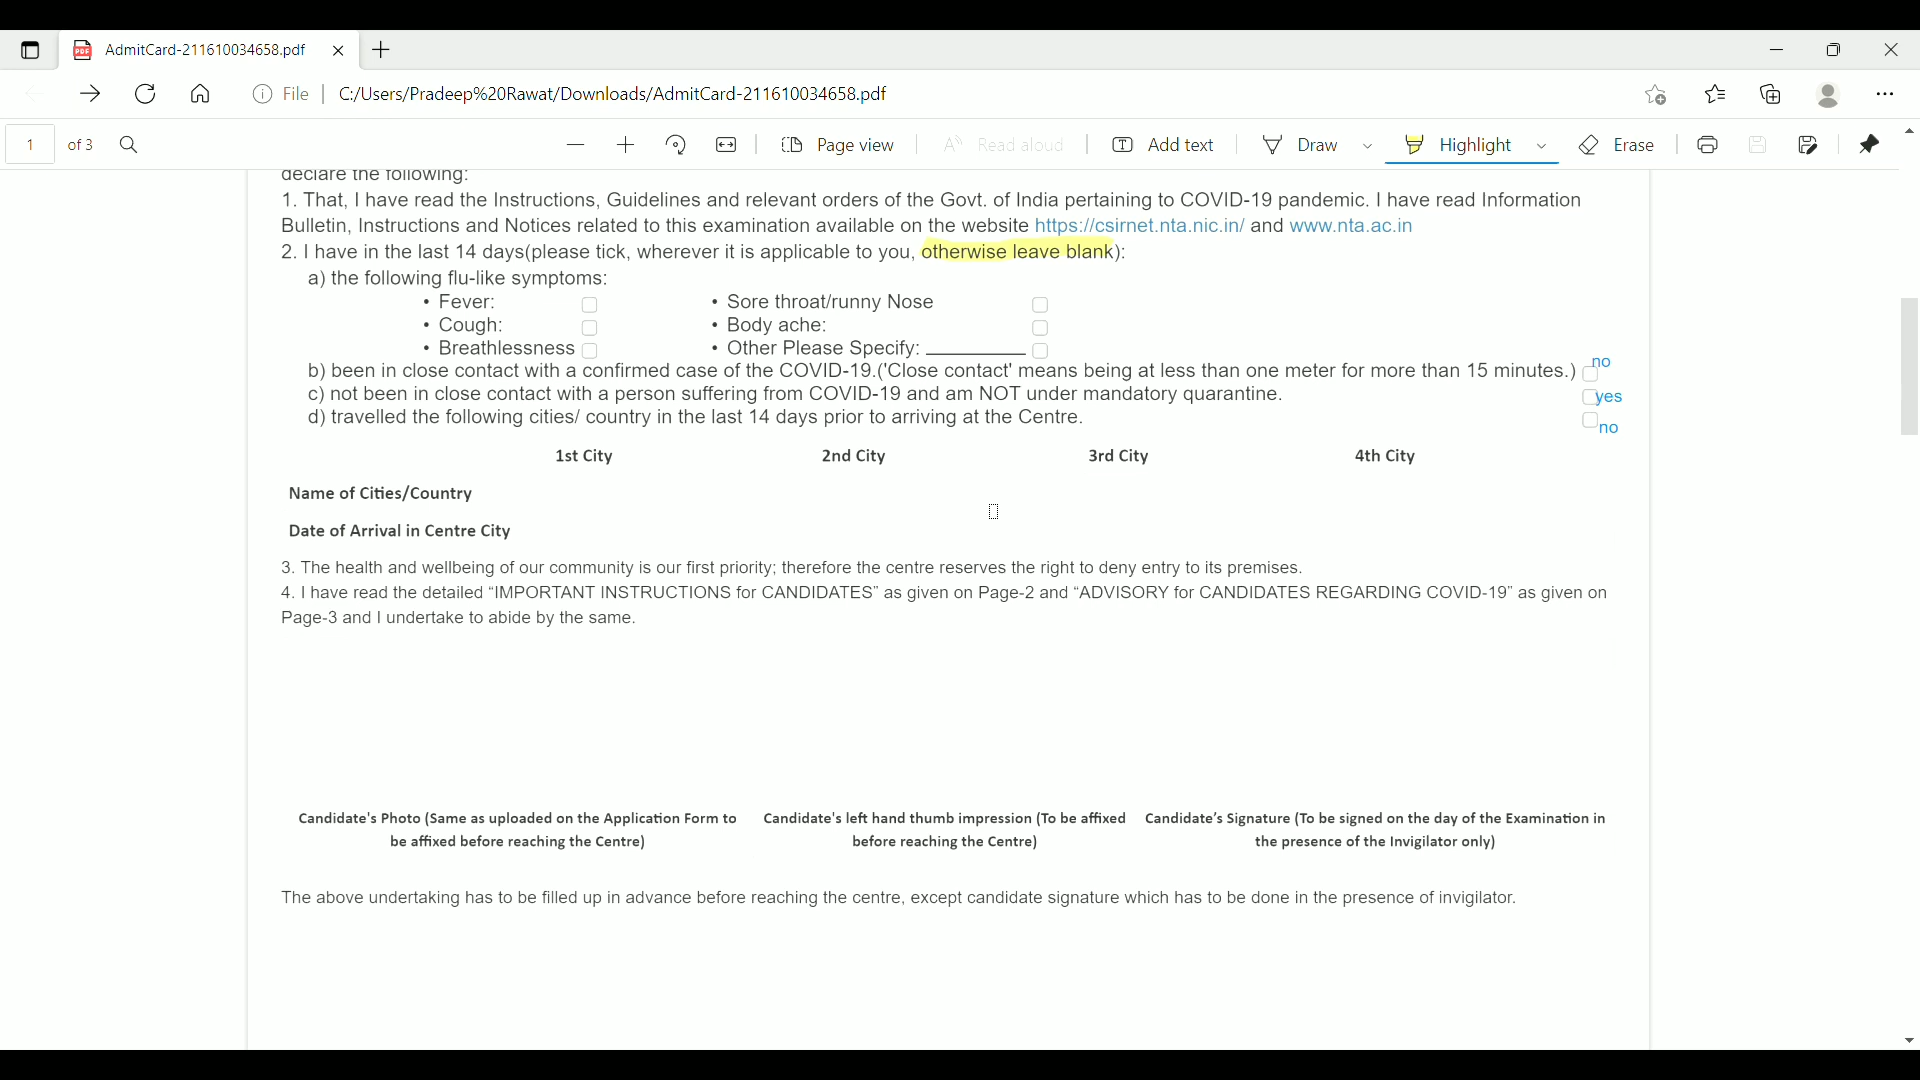 AdmitCard-211610034658.pdf
File | C:/Users/Pradeep%20Rawat/Downloads/AdmitCard-211610034658.pdf
1 of 3 Page view Read aloud Add text Draw Highlight Erase
declare the following:
1. That, I have read the Instructions, Guidelines and relevant orders of the Govt. of India pertaining to COVID-19 pandemic. I have read Information
Bulletin, Instructions and Notices related to this examination available on the website https://csirnet.nta.nic.in/ and www.nta.ac.in
2. I have in the last 14 days(please tick, wherever it is applicable to you, otherwise leave blank):
a) the following flu-like symptoms:
• Fever: • Sore throat/runny Nose
• Cough: • Body ache:
• Breathlessness • Other Please Specify: __________
b) been in close contact with a confirmed case of the COVID-19.('Close contact' means being at less than one meter for more than 15 minutes.) no
c) not been in close contact with a person suffering from COVID-19 and am NOT under mandatory quarantine. yes
d) travelled the following cities/ country in the last 14 days prior to arriving at the Centre. no
1st City 2nd City 3rd City 4th City
Name of Cities/Country
Date of Arrival in Centre City
3. The health and wellbeing of our community is our first priority; therefore the centre reserves the right to deny entry to its premises.
4. I have read the detailed “IMPORTANT INSTRUCTIONS for CANDIDATES” as given on Page-2 and “ADVISORY for CANDIDATES REGARDING COVID-19” as given on
Page-3 and I undertake to abide by the same.
Candidate's Photo (Same as uploaded on the Application Form to
be affixed before reaching the Centre)
Candidate's left hand thumb impression (To be affixed
before reaching the Centre)
Candidate’s Signature (To be signed on the day of the Examination in
the presence of the Invigilator only)
The above undertaking has to be filled up in advance before reaching the centre, except candidate signature which has to be done in the presence of invigilator.